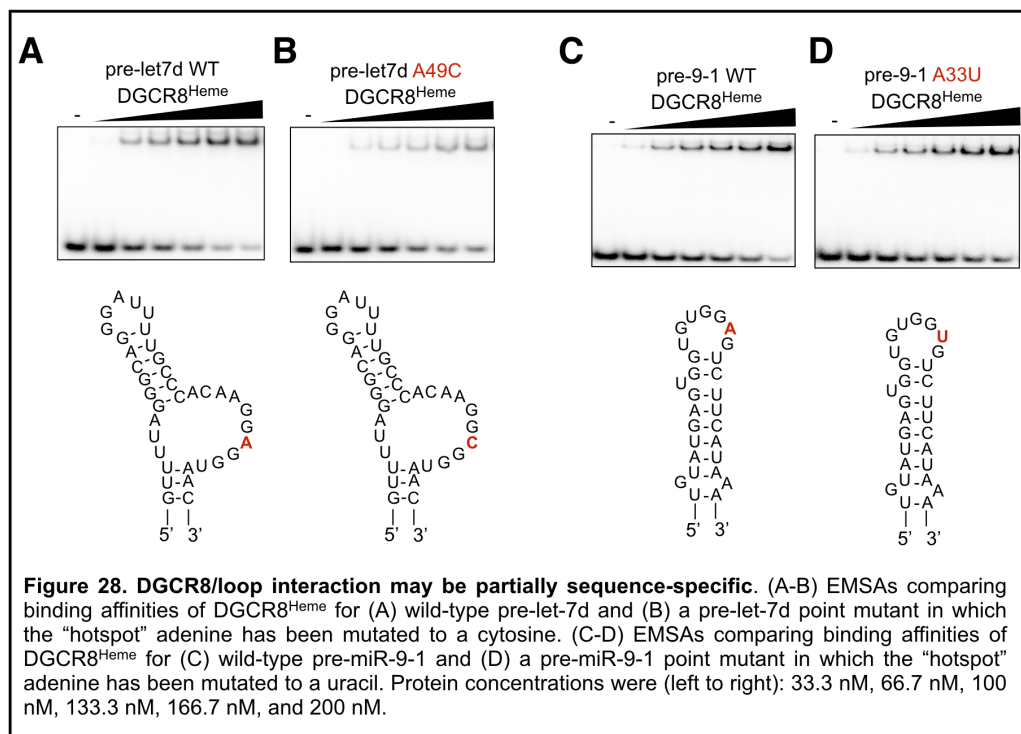 A
pre-let7d WT
DGCR8Heme
-
B
pre-let7d A49C
DGCR8Heme
-
C
pre-9-1 WT
DGCR8Heme
-
D
pre-9-1 A33U
DGCR8Heme
-
5’ 3’
5’ 3’
5’ 3’
5’ 3’
Figure 28. DGCR8/loop interaction may be partially sequence-specific. (A-B) EMSAs comparing
binding affinities of DGCR8Heme for (A) wild-type pre-let-7d and (B) a pre-let-7d point mutant in which
the “hotspot” adenine has been mutated to a cytosine. (C-D) EMSAs comparing binding affinities of
DGCR8Heme for (C) wild-type pre-miR-9-1 and (D) a pre-miR-9-1 point mutant in which the “hotspot”
adenine has been mutated to a uracil. Protein concentrations were (left to right): 33.3 nM, 66.7 nM, 100
nM, 133.3 nM, 166.7 nM, and 200 nM.